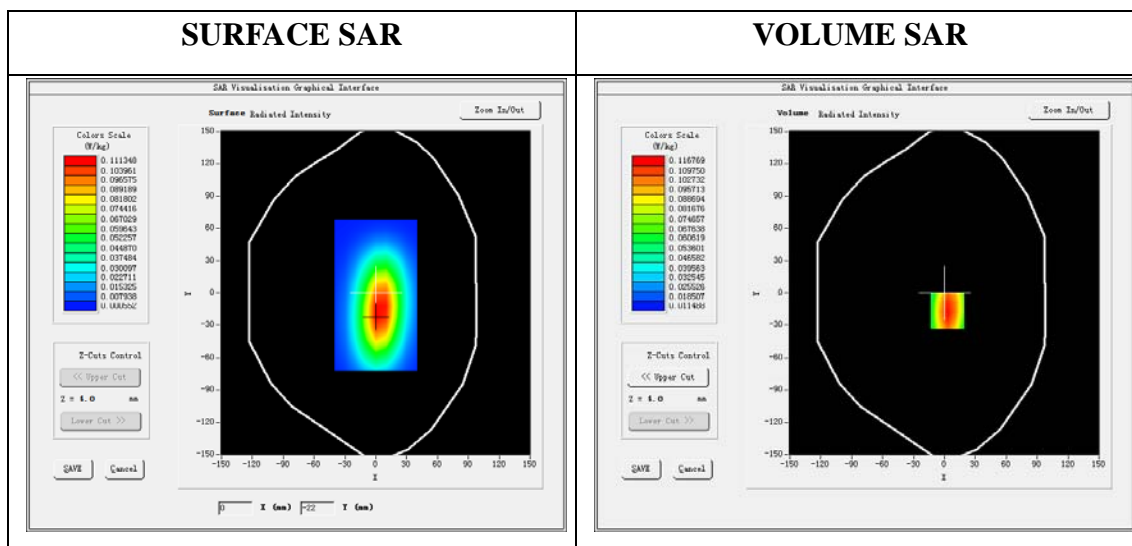 SURFACE SAR
SAR Visualisation Graphical Interface
Surface Radiated Intensity
Zoom In/Out
Colors Scale
(W/kg)
0.111348
0.103961
0.096575
0.089189
0.081802
0.074416
0.067029
0.059643
0.052257
0.044870
0.037484
0.030097
0.022711
0.015325
0.007938
0.000552
150
120
90
60
30
0
-30
-60
-90
-120
-150
Y
-150 -120 -90 -60 -30 0 30 60 90 120 150
X
Z-Cuts Control
<< Upper Cut
Z = 4.0 mm
Lower Cut >>
SAVE Cancel
0 X (mm) -22 Y (mm)
VOLUME SAR
SAR Visualisation Graphical Interface
Volume Radiated Intensity
Zoom In/Out
Colors Scale
(W/kg)
0.116769
0.109750
0.102732
0.095713
0.088694
0.081676
0.074657
0.067638
0.060619
0.053601
0.046582
0.039563
0.032545
0.025526
0.018507
0.011488
150
120
90
60
30
0
-30
-60
-90
-120
-150
Y
-150 -120 -90 -60 -30 0 30 60 90 120 150
X
Z-Cuts Control
<< Upper Cut
Z = 4.0 mm
Lower Cut >>
SAVE Cancel